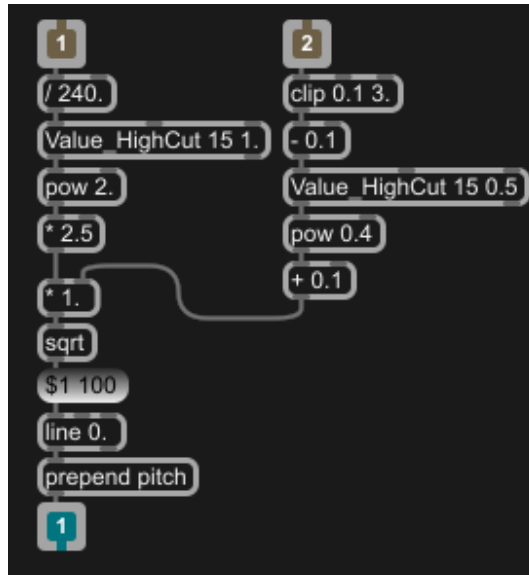 1
/ 240.
Value_HighCut 15 1.
pow 2.
* 2.5
* 1.
sqrt
$1 100
line 0.
prepend pitch
1
2
clip 0.1 3.
- 0.1
Value_HighCut 15 0.5
pow 0.4
+ 0.1